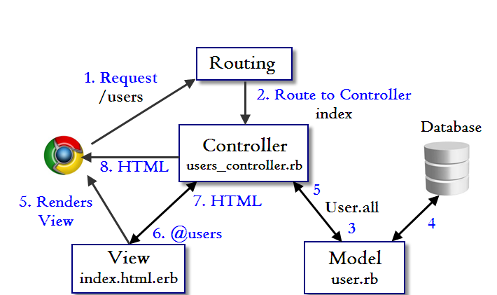 Routing
1. Request
/users
2. Route to Controller
index
Database
Controller
users_controller.rb
8. HTML
7. HTML
5
User.all
3
4
5. Renders
View
6. @users
View
index.html.erb
Model
user.rb